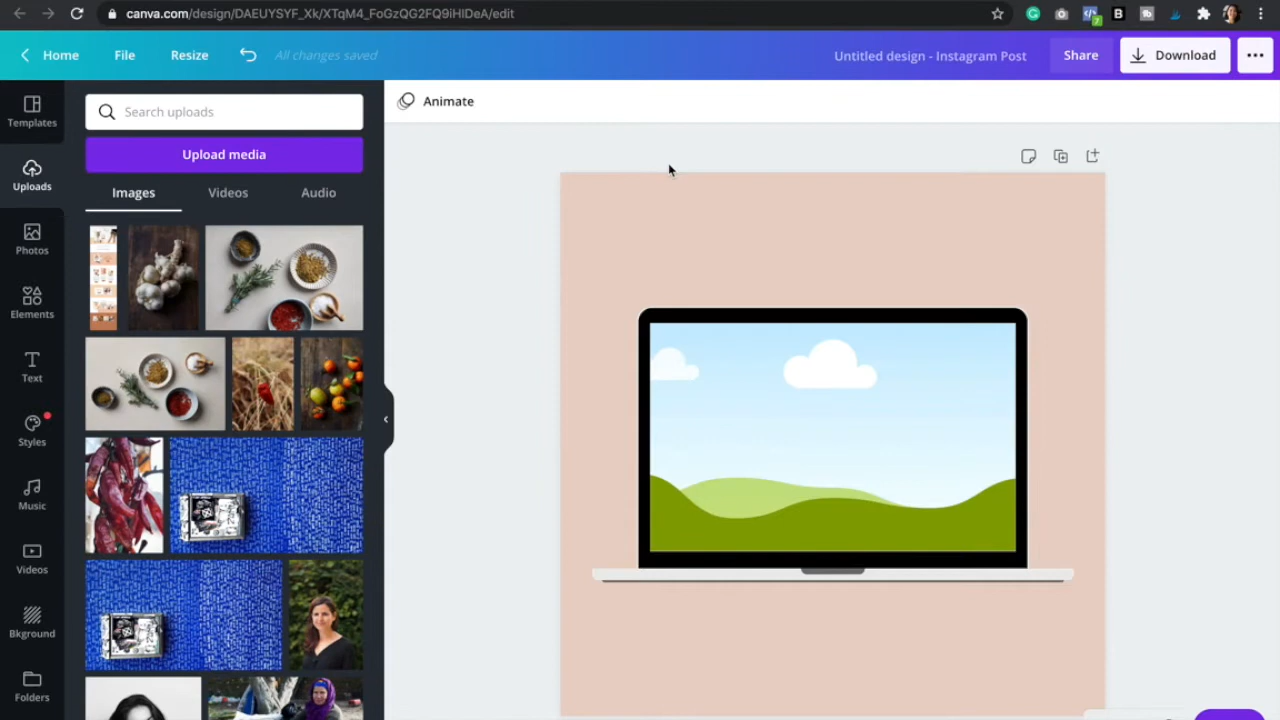 canva.com/design/DAEUYSYF_Xk/XTqM4_FoGzQG2FQ9iHIDeA/edit
Home File Resize All changes saved Untitled design - Instagram Post Share Download
Templates
Uploads
Photos
Elements
Text
Styles
Music
Videos
Bkground
Folders
Search uploads
Upload media
Images Videos Audio
Animate